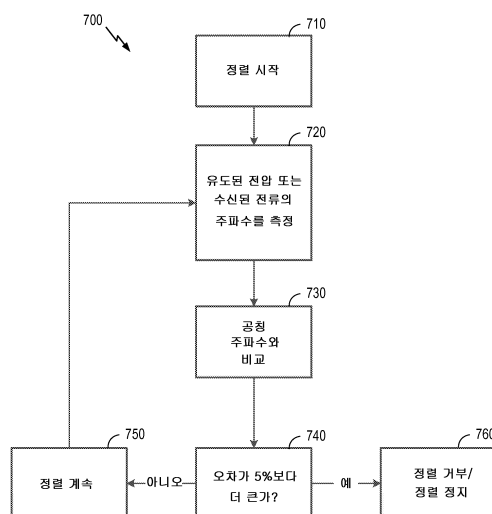 700
710
정렬 시작
720
유도된 전압 또는
수신된 전류의
주파수를 측정
730
공칭
주파수와
비교
740
오차가 5%보다
더 큰가?
아니오
750
정렬 계속
예
760
정렬 거부/
정렬 정지